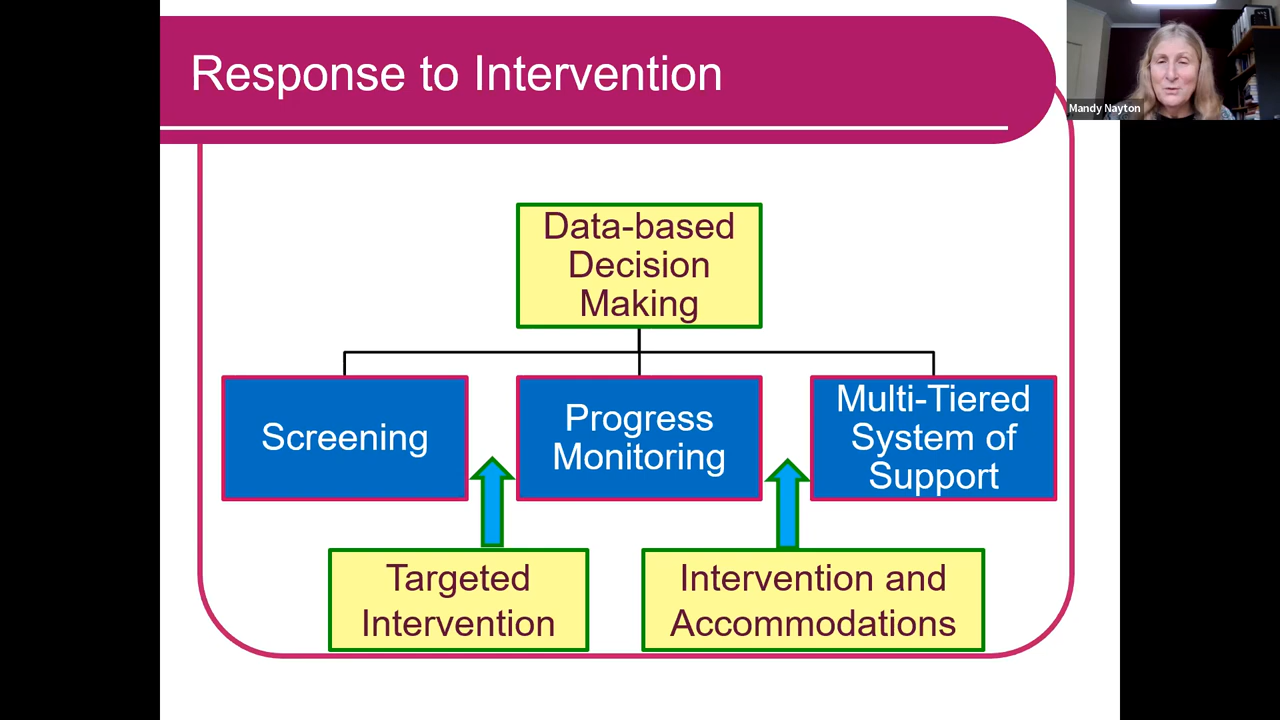 Response to Intervention
Mandy Nayton
Data-based
Decision
Making
Screening
Progress
Monitoring
Multi-Tiered
System of
Support
Targeted
Intervention
Intervention and
Accommodations